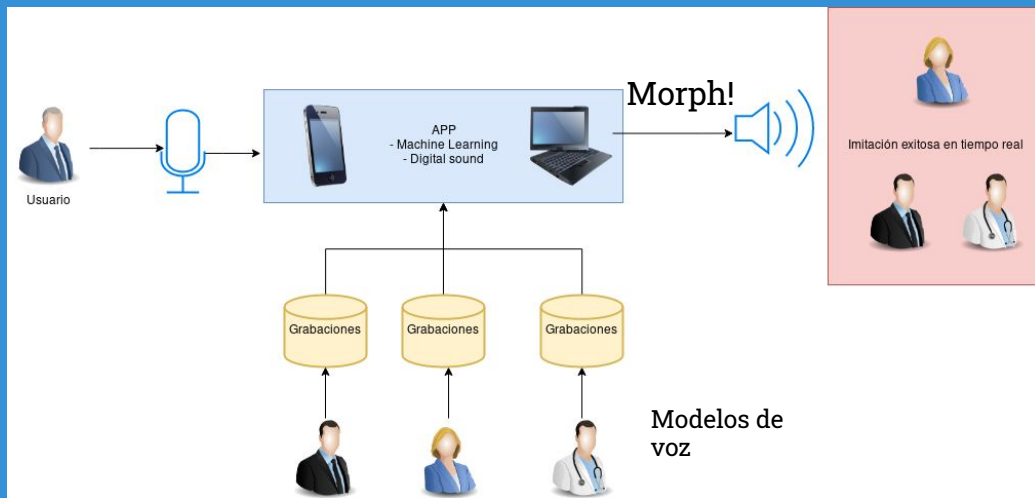 Morph!
APP
- Machine Learning
- Digital sound
Imitación exitosa en tiempo real
Usuario
Grabaciones
Grabaciones
Grabaciones
Modelos de
voz